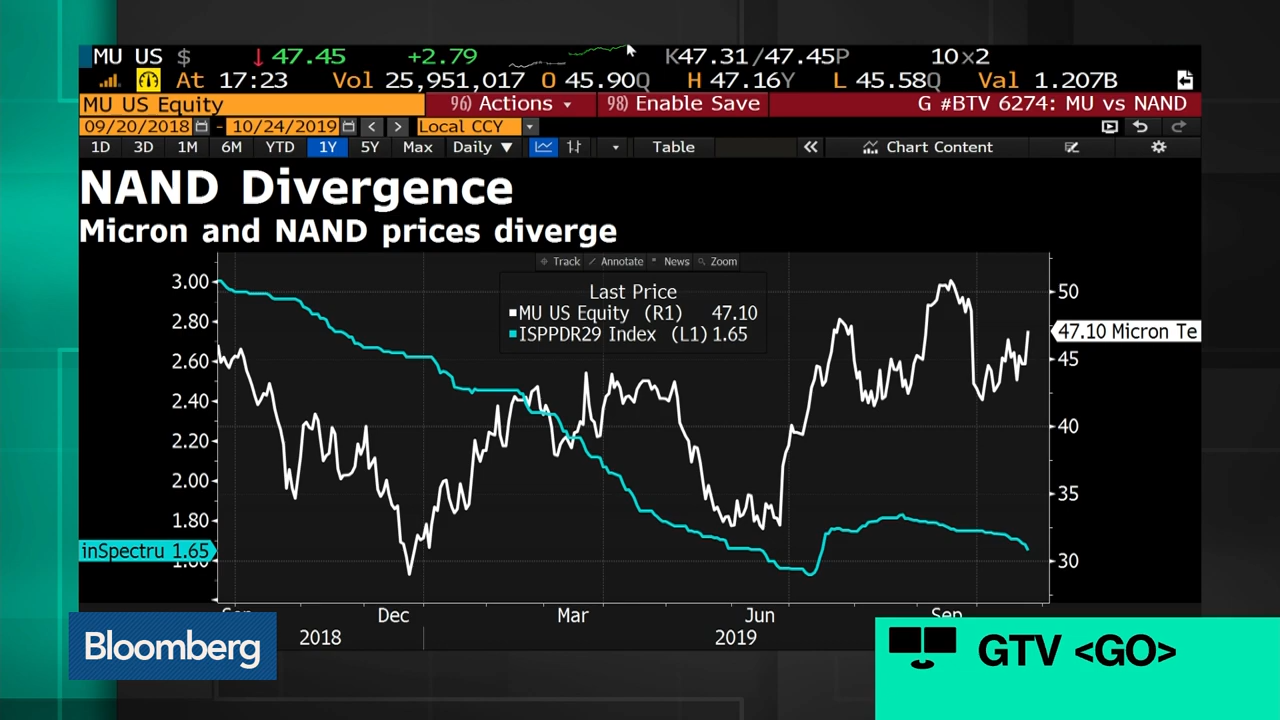 MU US $ ↓47.45 +2.79 K47.31/47.45P 10x2
At 17:23 Vol 25,951,017 O 45.90Q H 47.16Y L 45.58Q Val 1.207B
MU US Equity 96) Actions 98) Enable Save G #BTV 6274: MU vs NAND
09/20/2018 - 10/24/2019 < > Local CCY
1D 3D 1M 6M YTD 1Y 5Y Max Daily ▼ Table « Chart Content
NAND Divergence
Micron and NAND prices diverge
Track Annotate News Zoom
Last Price
MU US Equity (R1) 47.10
ISPPDR29 Index (L1) 1.65
3.00
2.80
2.60
2.40
2.20
2.00
1.80
1.60
inSpectru 1.65
50
47.10 Micron Te
45
40
35
30
Sep Dec Mar Jun Sep
2018 2019
Bloomberg
GTV <GO>